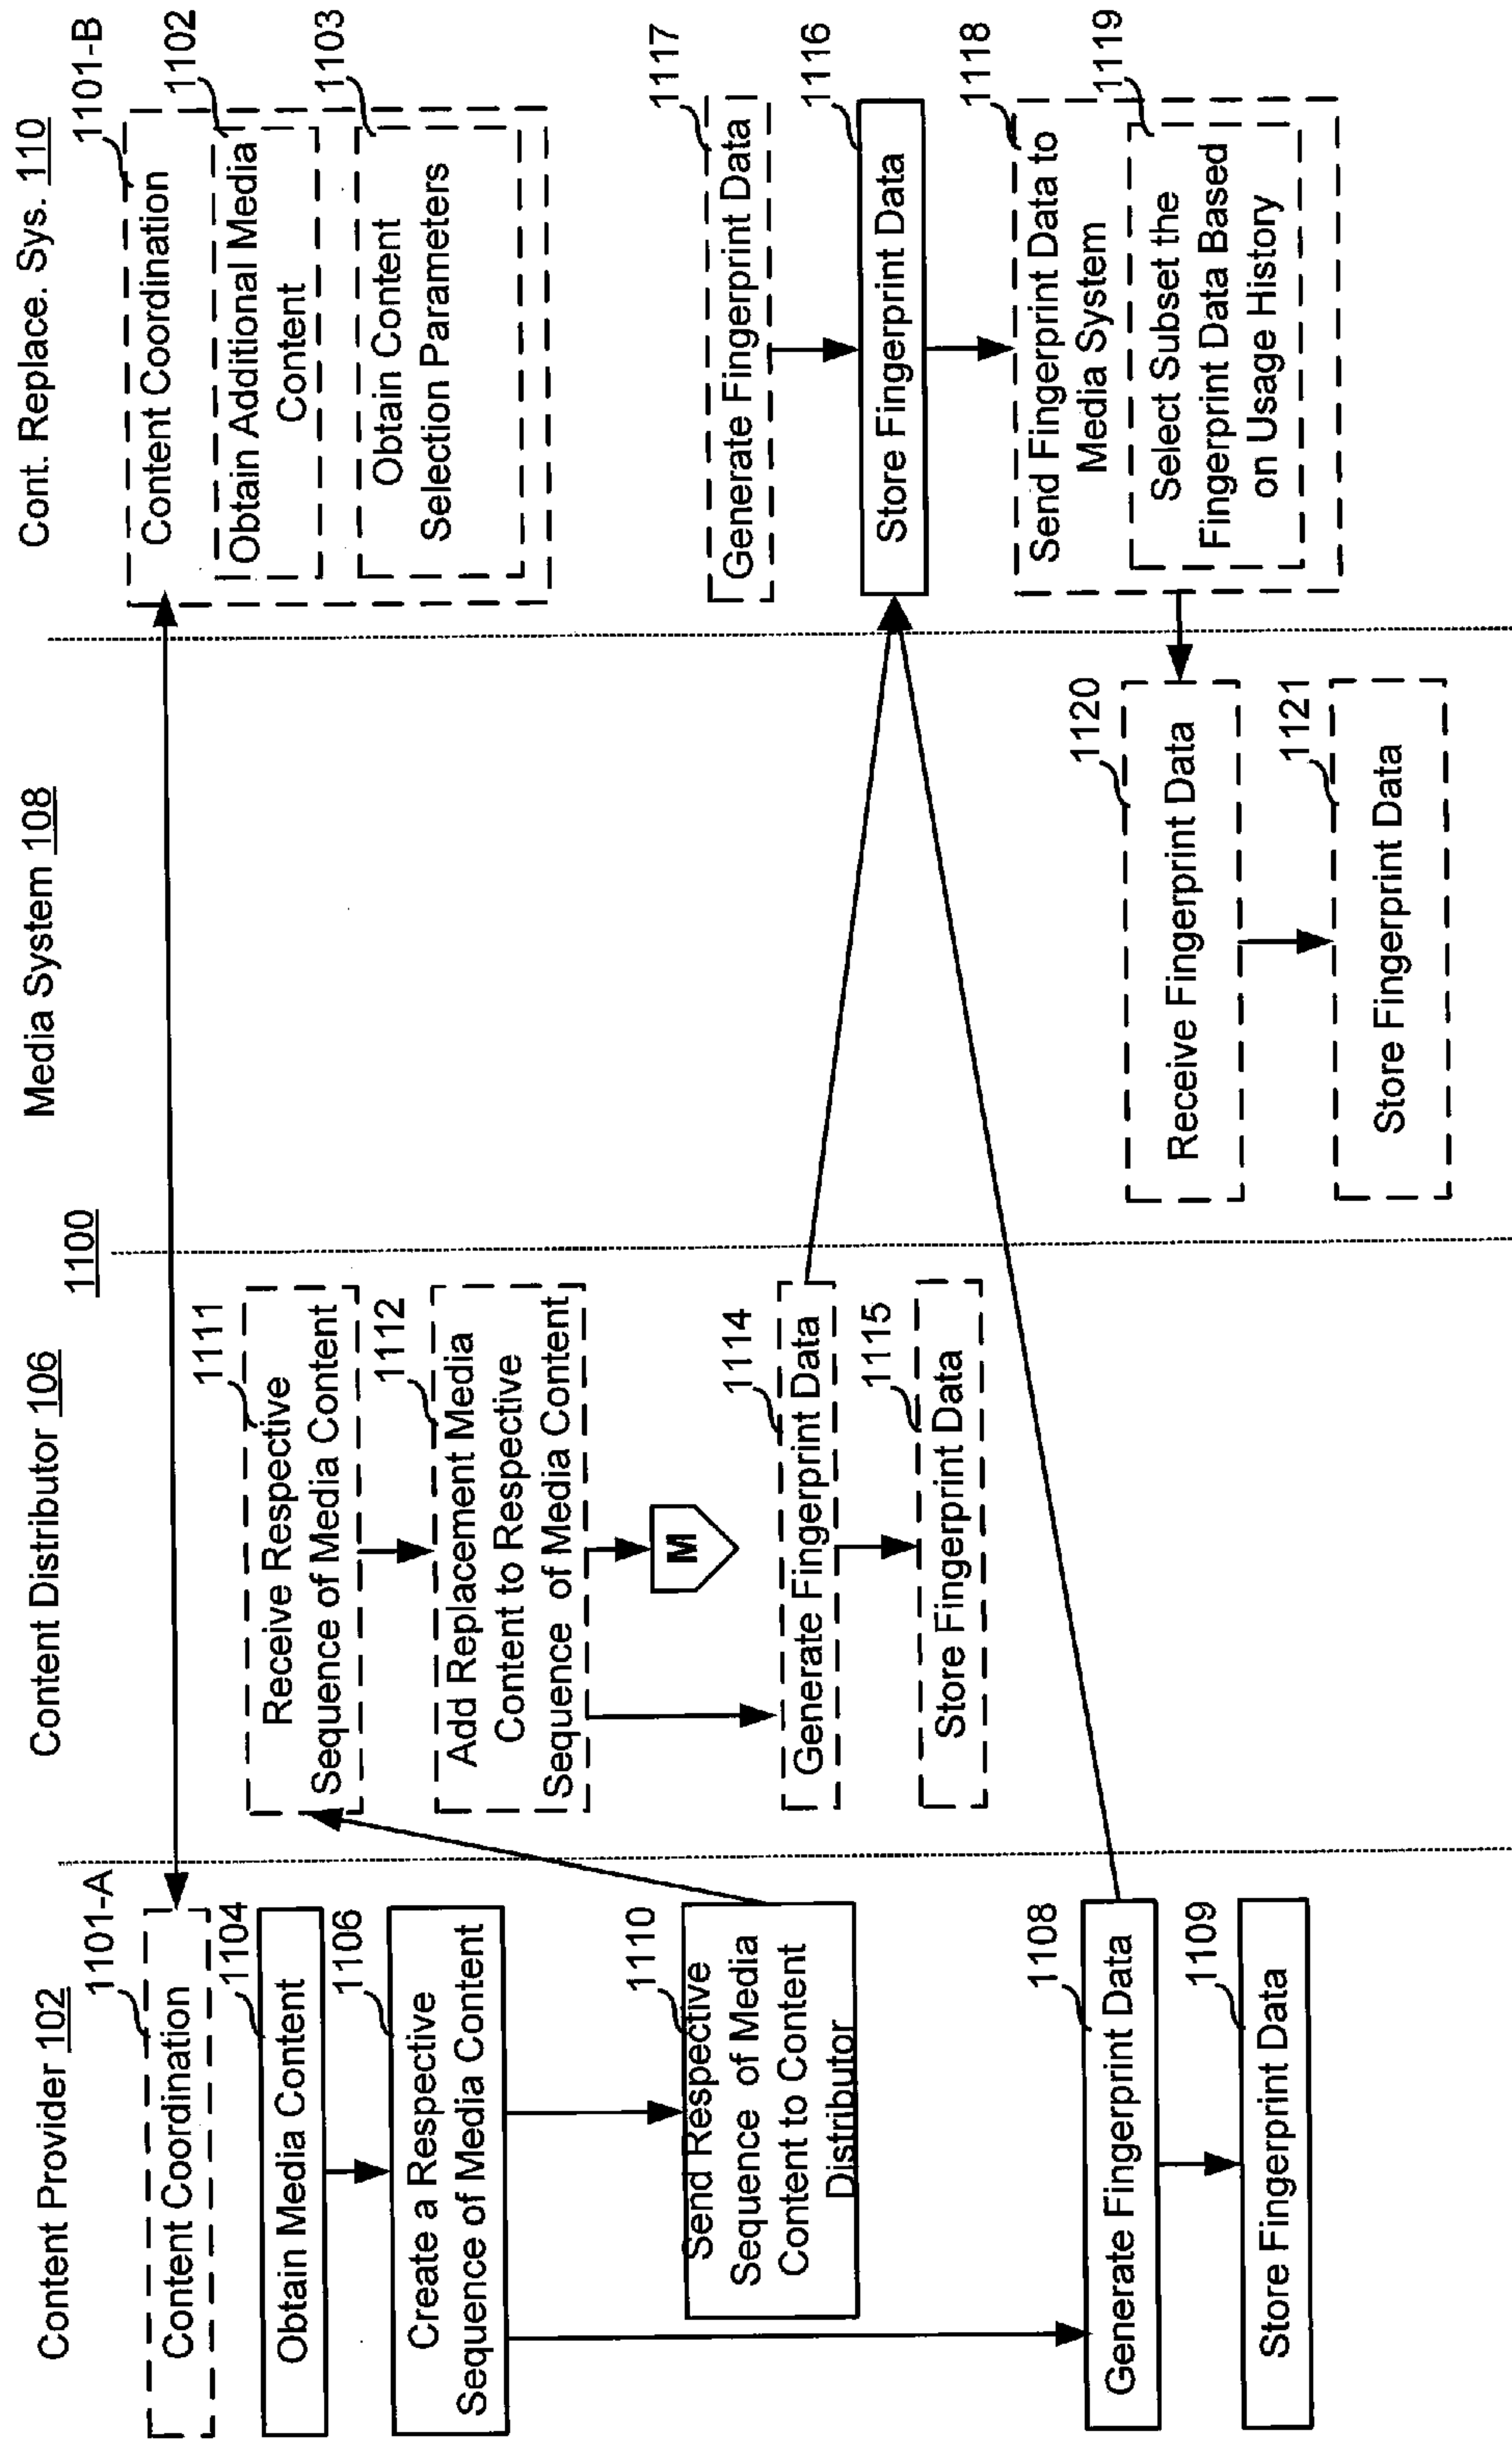 1100
Content Provider 102
1101-A
Content Coordination
1104
Obtain Media Content
1106
Create a Respective
Sequence of Media Content
1110
Send Respective
Sequence of Media
Content to Content
Distributor
1108
Generate Fingerprint Data
1109
Store Fingerprint Data
Content Distributor 106
1111
Receive Respective
Sequence of Media Content
1112
Add Replacement Media
Content to Respective
Sequence of Media Content
M
1114
Generate Fingerprint Data
1115
Store Fingerprint Data
Media System 108
1120
Receive Fingerprint Data
1121
Store Fingerprint Data
Cont. Replace. Sys. 110
1101-B
Content Coordination
1102
Obtain Additional Media
Content
1103
Obtain Content
Selection Parameters
1117
Generate Fingerprint Data
1116
Store Fingerprint Data
1118
Send Fingerprint Data to
Media System
1119
Select Subset the
Fingerprint Data Based
on Usage History